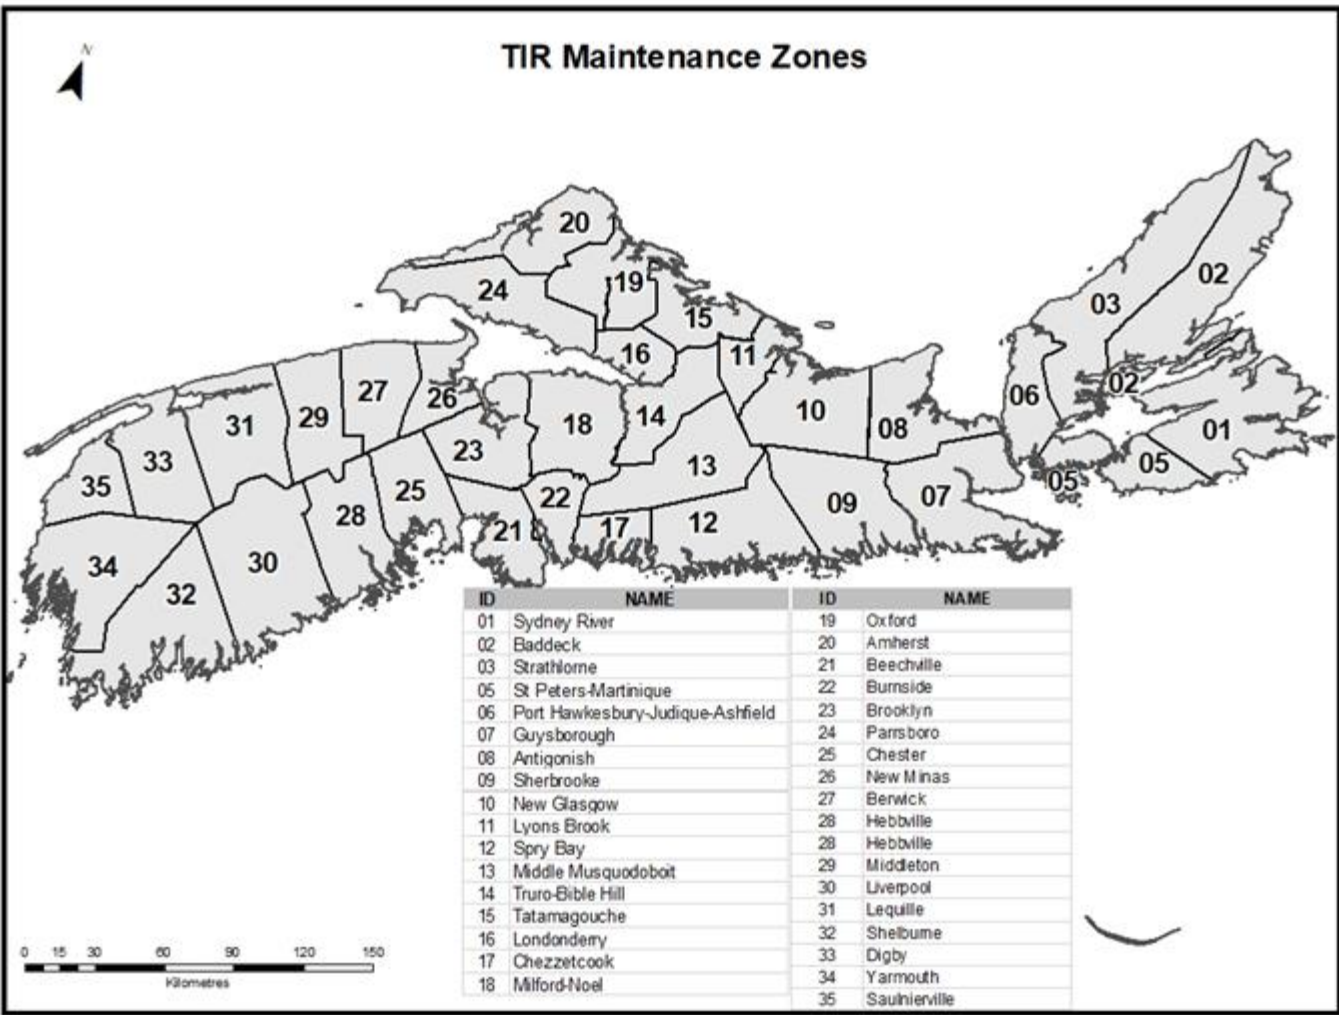 N
TIR Maintenance Zones
20
02
24
19
03
15
16
11
27
26
02
06
31
29
18
14
10
08
01
33
23
13
05
35
25
22
05
28
09
07
21
17
12
34
30
32
ID NAME
01 Sydney River
02 Baddeck
03 Strathlorne
05 St Peters-Martinique
06 Port Hawkesbury-Judique-Ashfield
07 Guysborough
08 Antigonish
09 Sherbrooke
10 New Glasgow
11 Lyons Brook
12 Spry Bay
13 Middle Musquodoboit
14 Truro-Bible Hill
15 Tatamagouche
16 Londonderry
17 Chezzetcook
18 Milford-Noel
ID NAME
19 Oxford
20 Amherst
21 Beechville
22 Burnside
23 Brooklyn
24 Parrsboro
25 Chester
26 New Minas
27 Berwick
28 Hebbville
28 Hebbville
29 Middleton
30 Liverpool
31 Lequille
32 Shelburne
33 Digby
34 Yarmouth
35 Saulnierville
0 15 30 60 90 120 150
Kilometres